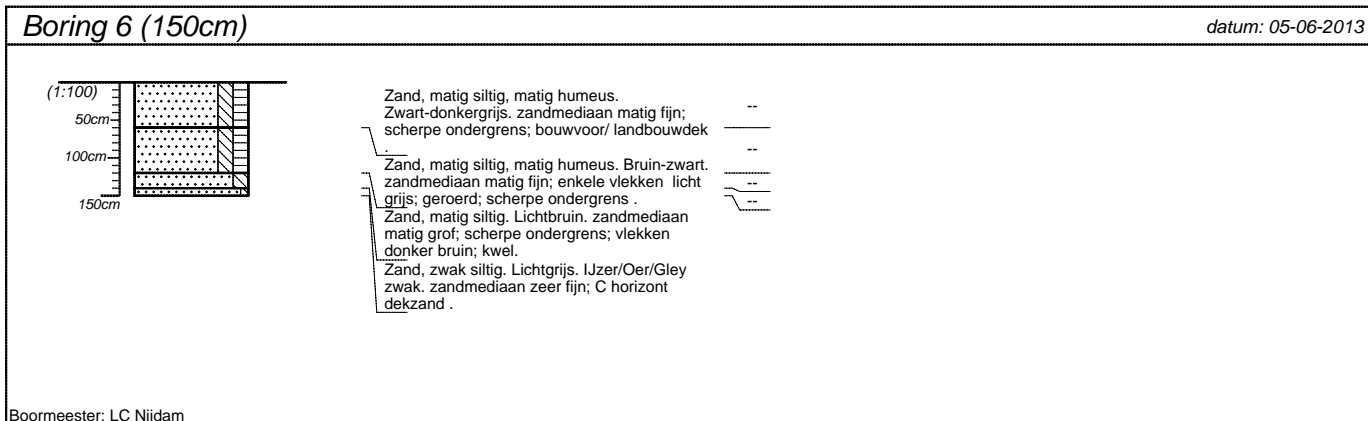 Boring 6 (150cm)
datum: 05-06-2013
(1:100)
50cm
100cm
150cm
Zand, matig siltig, matig humeus.
Zwart-donkergrijs. zandmediaan matig fijn;
scherpe ondergrens; bouwvoor/ landbouwdek
.
Zand, matig siltig, matig humeus. Bruin-zwart.
zandmediaan matig fijn; enkele vlekken licht
grijs; geroerd; scherpe ondergrens .
Zand, matig siltig. Lichtbruin. zandmediaan
matig grof; scherpe ondergrens; vlekken
donker bruin; kwel.
Zand, zwak siltig. Lichtgrijs. IJzer/Oer/Gley
zwak. zandmediaan zeer fijn; C horizont
dekzand .
--
--
--
--
Boormeester: LC Nijdam